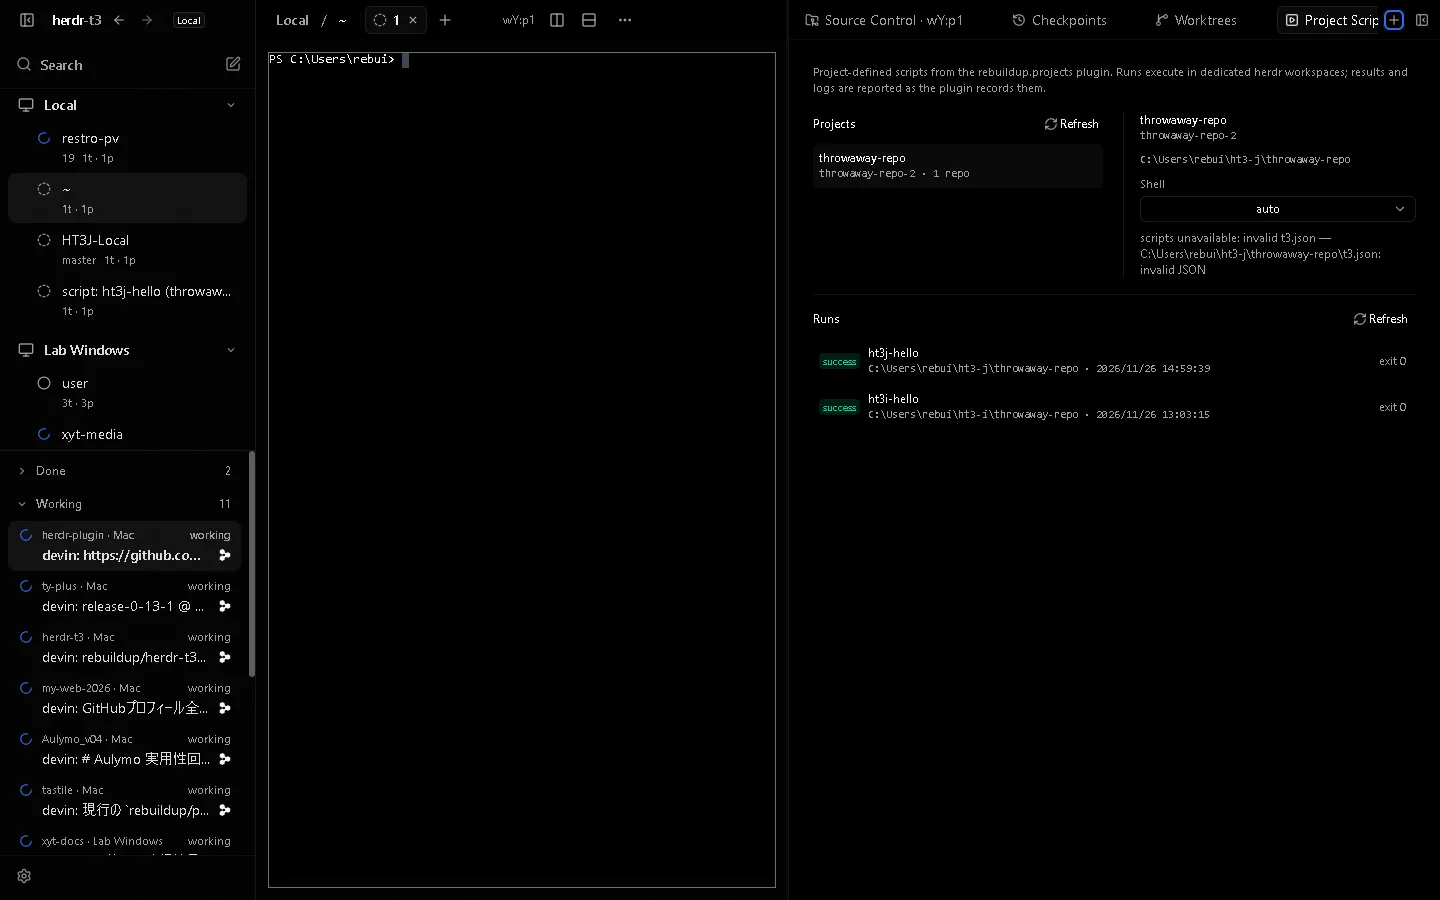 herdr-t3
Local
Search
Local
restro-pv
19 1t · 1p
~
1t · 1p
HT3J-Local
master 1t · 1p
script: ht3j-hello (throwaw...
1t · 1p
Lab Windows
user
3t · 3p
xyt-media
Done 2
Working 11
herdr-plugin · Mac working
devin: https://github.co...
ty-plus · Mac working
devin: release-0-13-1 @ ...
herdr-t3 · Mac working
devin: rebuildup/herdr-t3...
my-web-2026 · Mac working
devin: GitHubプロフィール全...
Aulymo_v04 · Mac working
devin: # Aulymo 実用性回...
tastile · Mac working
devin: 現行の `rebuildup/p...
xyt-docs · Lab Windows working
Local / ~ 1 × + wY:p1 ...
PS C:\Users\rebui>
Source Control · wY:p1 Checkpoints Worktrees Project Scrip
Project-defined scripts from the rebuildup.projects plugin. Runs execute in dedicated herdr workspaces; results and
logs are reported as the plugin records them.
Projects Refresh
throwaway-repo
throwaway-repo-2 · 1 repo
throwaway-repo
throwaway-repo-2
C:\Users\rebui\ht3-j\throwaway-repo
Shell
auto
scripts unavailable: invalid t3.json —
C:\Users\rebui\ht3-j\throwaway-repo\t3.json:
invalid JSON
Runs Refresh
success ht3j-hello exit 0
C:\Users\rebui\ht3-j\throwaway-repo · 2026/11/26 14:59:39
success ht3i-hello exit 0
C:\Users\rebui\ht3-i\throwaway-repo · 2026/11/26 13:03:15